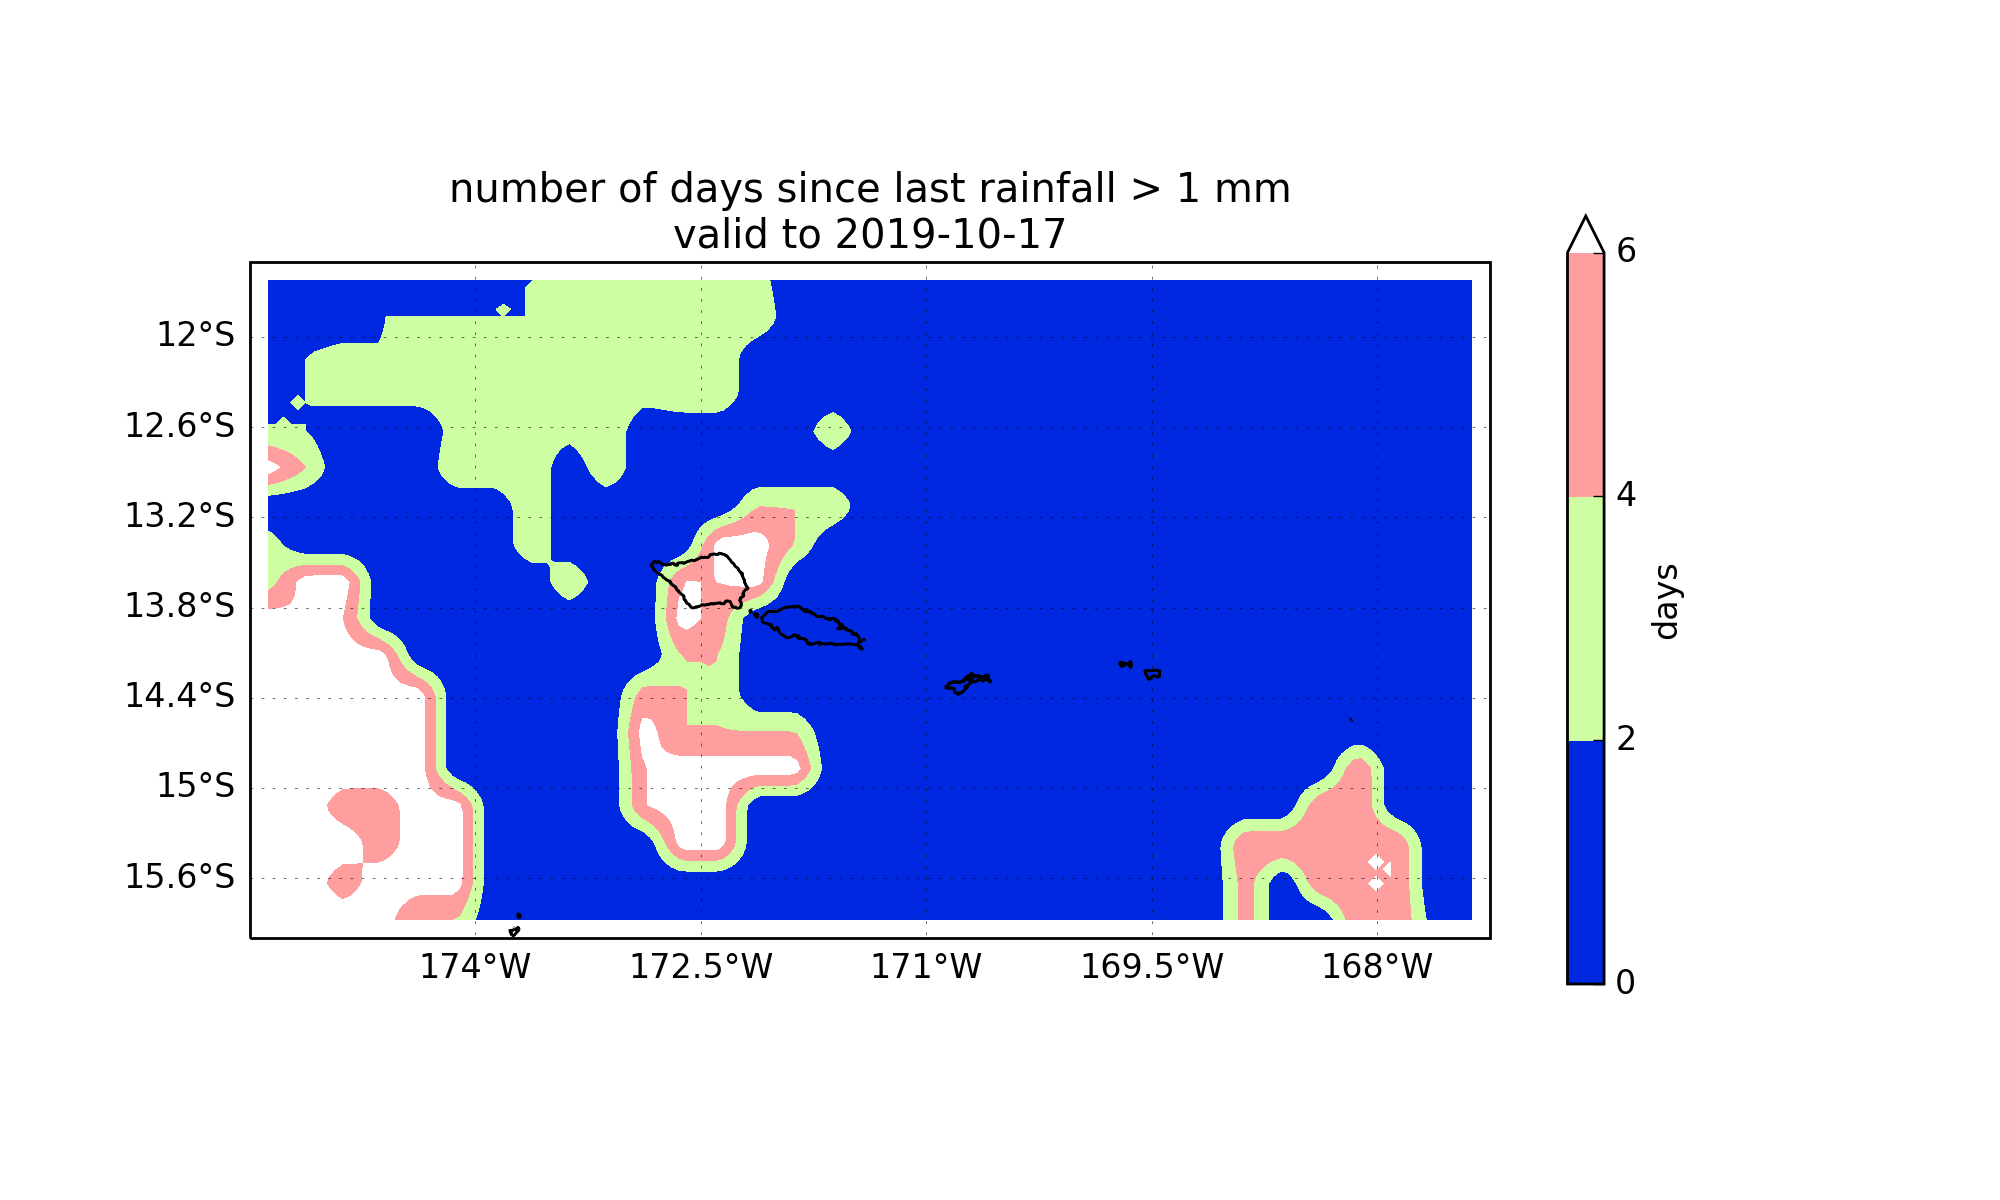 number of days since last rainfall > 1 mm
valid to 2019-10-17
12°S
12.6°S
13.2°S
13.8°S
14.4°S
15°S
15.6°S
174°W 172.5°W 171°W 169.5°W 168°W
6
4
2
0
days